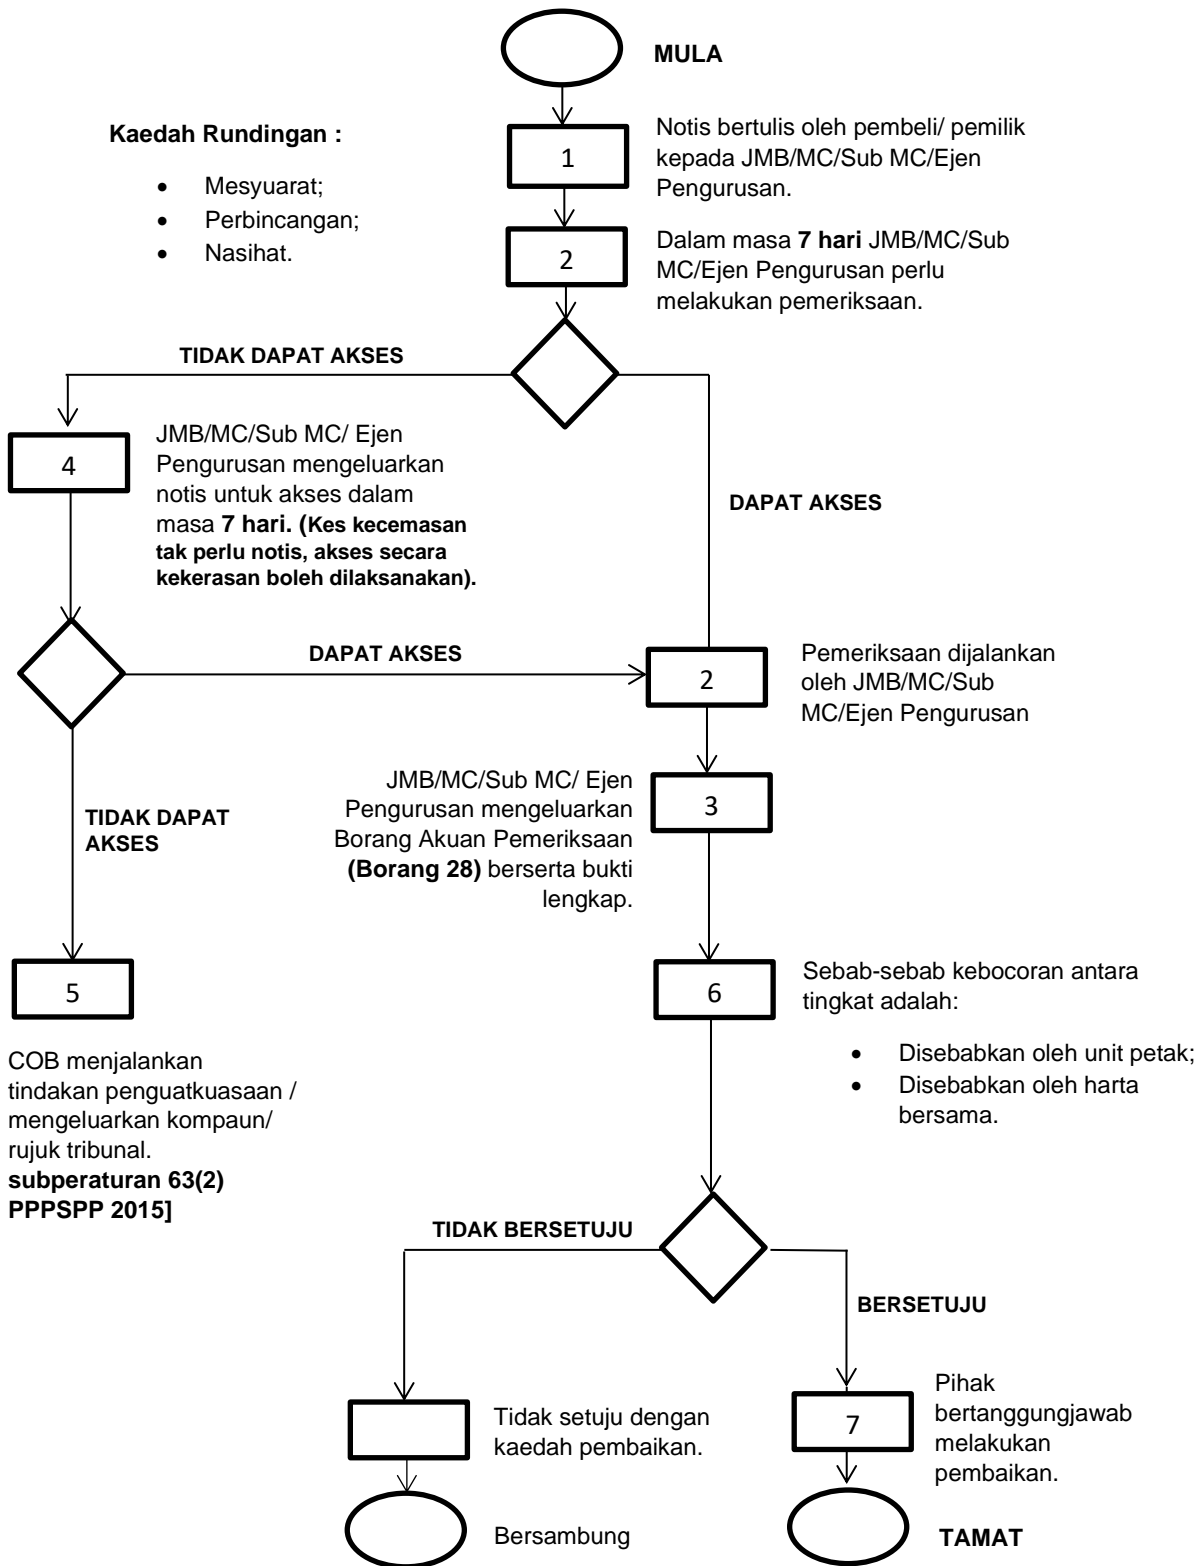 MULA
Kaedah Rundingan :
• Mesyuarat;
• Perbincangan;
• Nasihat.
1
Notis bertulis oleh pembeli/ pemilik
kepada JMB/MC/Sub MC/Ejen
Pengurusan.
2
Dalam masa 7 hari JMB/MC/Sub
MC/Ejen Pengurusan perlu
melakukan pemeriksaan.
TIDAK DAPAT AKSES
4
JMB/MC/Sub MC/ Ejen
Pengurusan mengeluarkan
notis untuk akses dalam
masa 7 hari. (Kes kecemasan
tak perlu notis, akses secara
kekerasan boleh dilaksanakan).
DAPAT AKSES
DAPAT AKSES
2
Pemeriksaan dijalankan
oleh JMB/MC/Sub
MC/Ejen Pengurusan
TIDAK DAPAT
AKSES
JMB/MC/Sub MC/ Ejen
Pengurusan mengeluarkan
Borang Akuan Pemeriksaan
(Borang 28) berserta bukti
lengkap.
3
5
COB menjalankan
tindakan penguatkuasaan /
mengeluarkan kompaun/
rujuk tribunal.
subperaturan 63(2)
PPPSPP 2015]
6
Sebab-sebab kebocoran antara
tingkat adalah:
• Disebabkan oleh unit petak;
• Disebabkan oleh harta
bersama.
TIDAK BERSETUJU
BERSETUJU
Tidak setuju dengan
kaedah pembaikan.
7
Pihak
bertanggungjawab
melakukan
pembaikan.
Bersambung
TAMAT